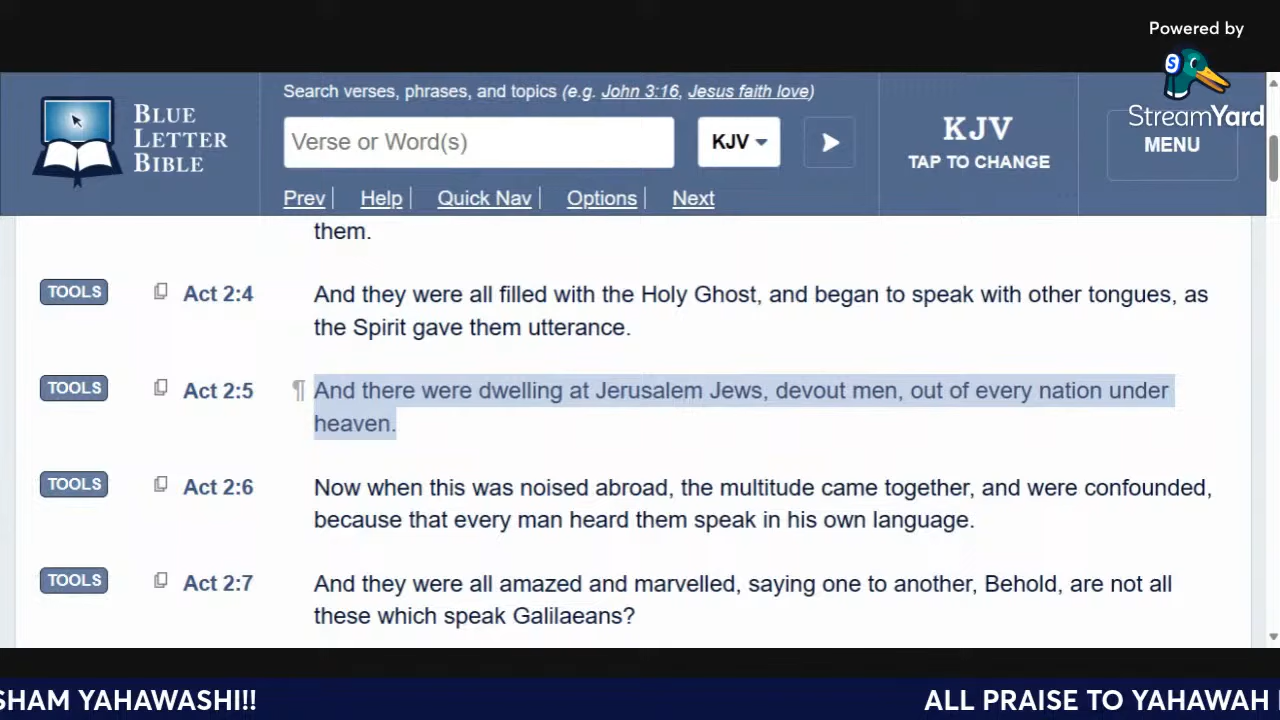 Powered by
StreamYard
BLUE
LETTER
BIBLE
Search verses, phrases, and topics (e.g. John 3:16, Jesus faith love)
Verse or Word(s)
KJV
Prev
Help
Quick Nav
Options
Next
KJV
TAP TO CHANGE
MENU
them.
TOOLS Act 2:4 And they were all filled with the Holy Ghost, and began to speak with other tongues, as
the Spirit gave them utterance.
TOOLS Act 2:5 ¶ And there were dwelling at Jerusalem Jews, devout men, out of every nation under
heaven.
TOOLS Act 2:6 Now when this was noised abroad, the multitude came together, and were confounded,
because that every man heard them speak in his own language.
TOOLS Act 2:7 And they were all amazed and marvelled, saying one to another, Behold, are not all
these which speak Galilaeans?
SHAM YAHAWASHI!! ALL PRAISE TO YAHAWAH